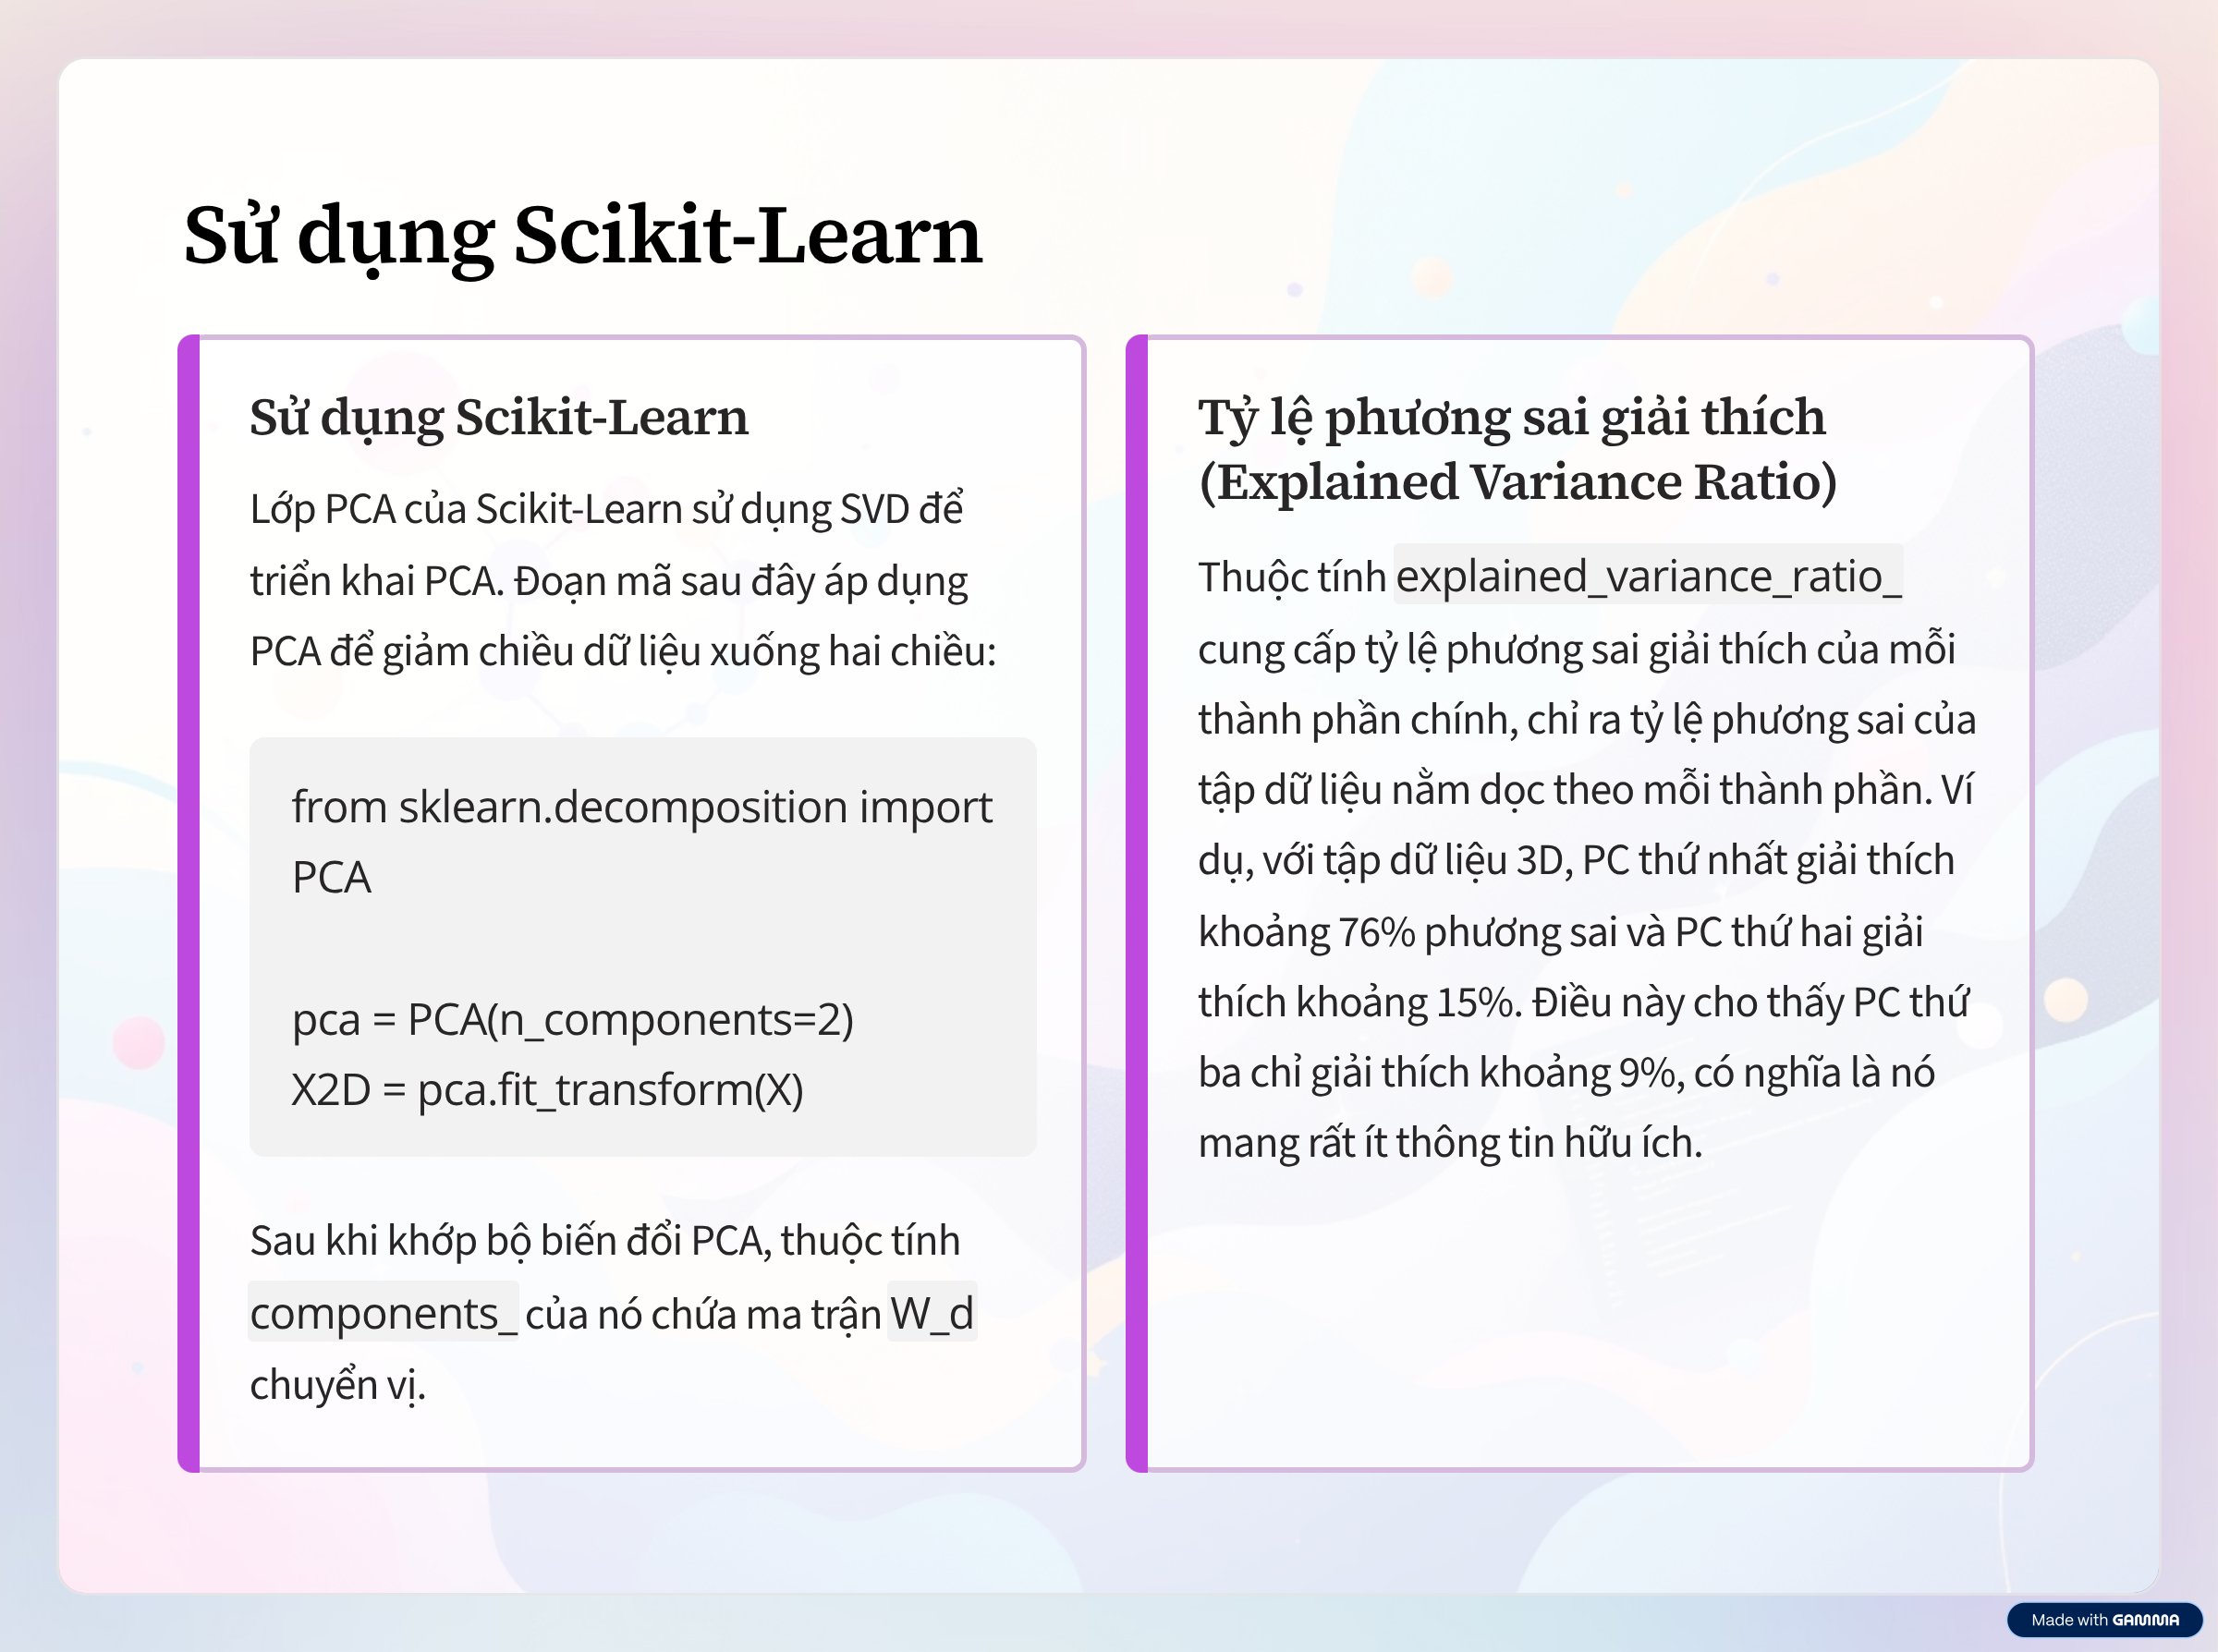 Sử dụng Scikit-Learn
Sử dụng Scikit-Learn
Lớp PCA của Scikit-Learn sử dụng SVD để
triển khai PCA. Đoạn mã sau đây áp dụng
PCA để giảm chiều dữ liệu xuống hai chiều:
from sklearn.decomposition import
PCA
pca = PCA(n_components=2)
X2D = pca.fit_transform(X)
Sau khi khớp bộ biến đổi PCA, thuộc tính
components_ của nó chứa ma trận W_d
chuyển vị.
Tỷ lệ phương sai giải thích
(Explained Variance Ratio)
Thuộc tính explained_variance_ratio_
cung cấp tỷ lệ phương sai giải thích của mỗi
thành phần chính, chỉ ra tỷ lệ phương sai của
tập dữ liệu nằm dọc theo mỗi thành phần. Ví
dụ, với tập dữ liệu 3D, PC thứ nhất giải thích
khoảng 76% phương sai và PC thứ hai giải
thích khoảng 15%. Điều này cho thấy PC thứ
ba chỉ giải thích khoảng 9%, có nghĩa là nó
mang rất ít thông tin hữu ích.
Made with GAMMA